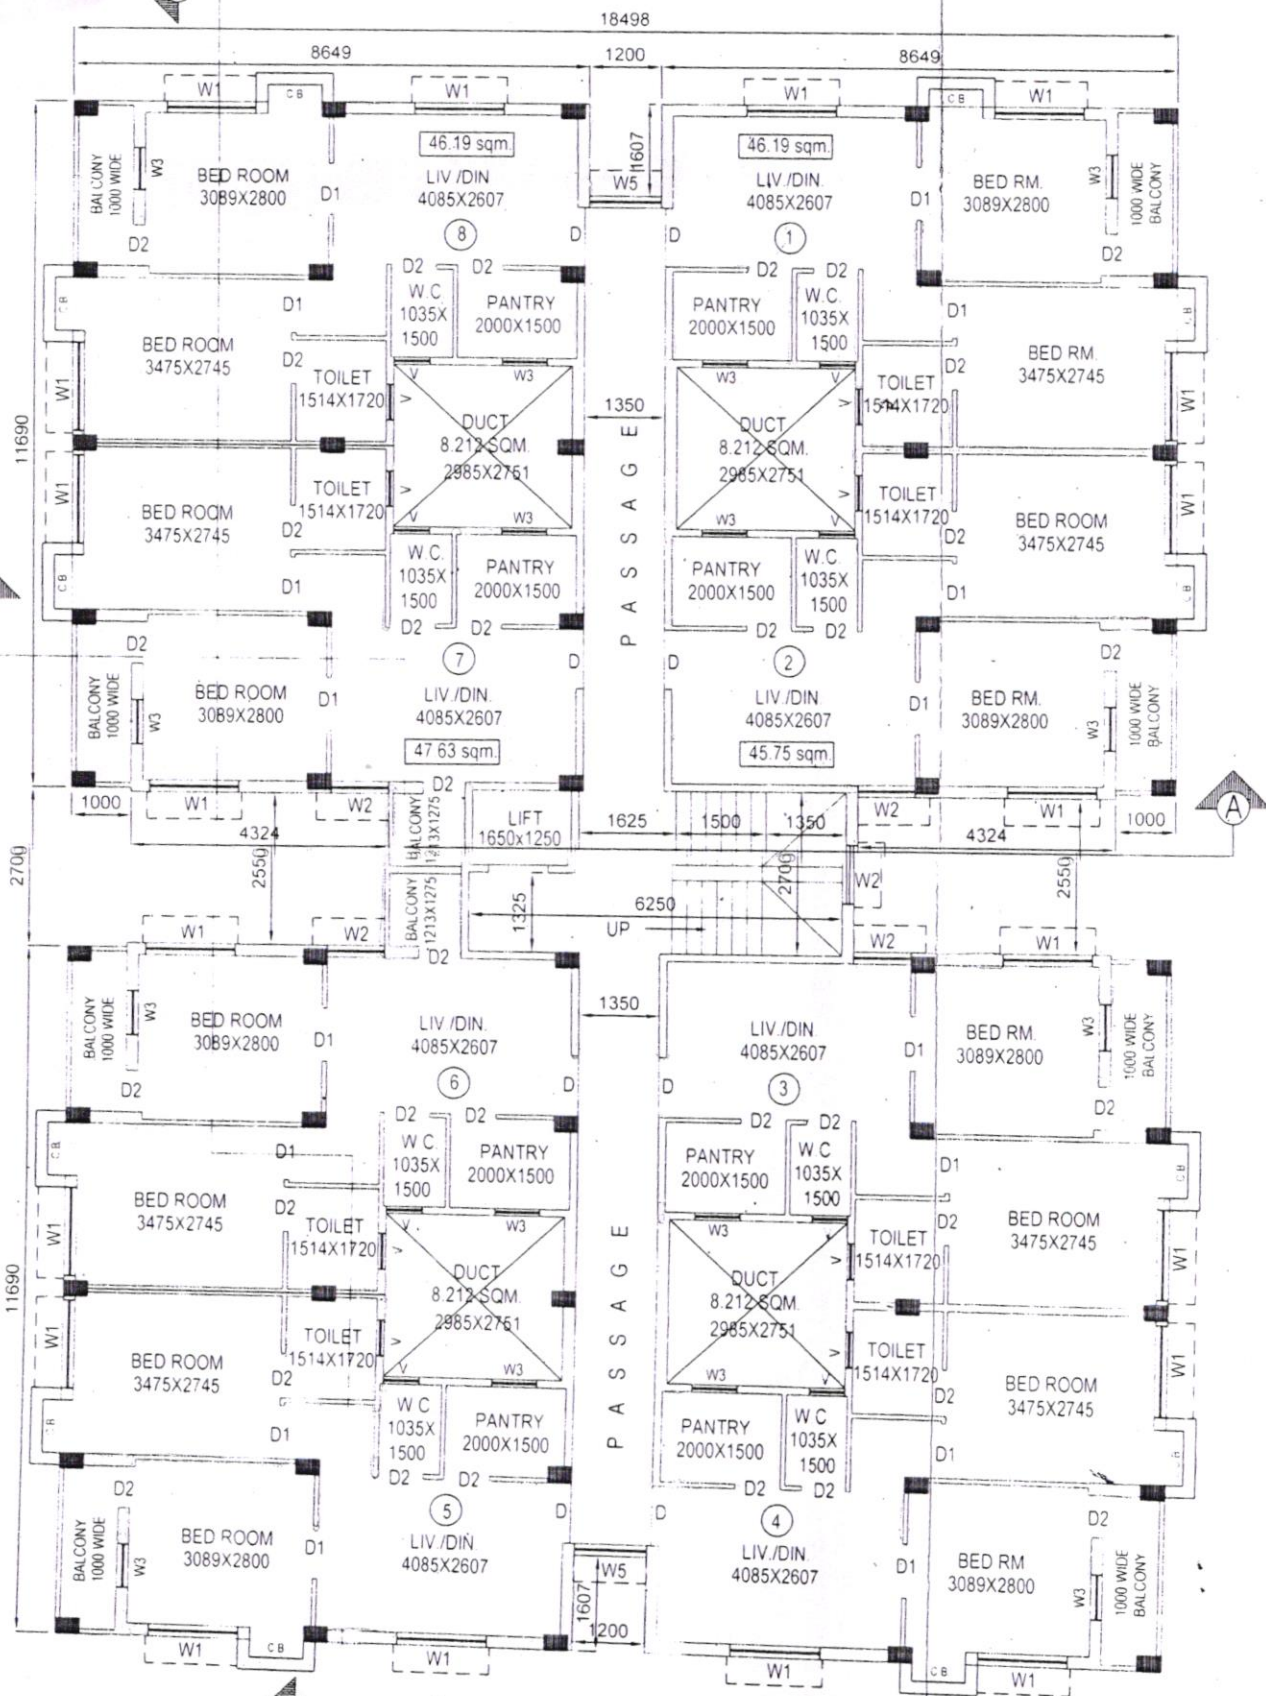 18498
8649 1200 8649
W1 CB W1 W1 CB W1
46.19 sqm. 1607 46.19 sqm.
BALCONY
1000 WIDE
W3
BED ROOM
3089X2800
D1
LIV./DIN.
4085X2607
W5
LIV./DIN.
4085X2607
D1
BED RM.
3089X2800
W3
1000 WIDE
BALCONY
D2 8 D D 1 D2
D2 D2 D2 D2
CB
D1
W.C.
1035X
1500
PANTRY
2000X1500
PANTRY
2000X1500
W.C.
1035X
1500
D1
CB
BED ROOM
3475X2745
D2
W1
TOILET
1514X1720
V V W3
DUCT
8.212 SQM.
2985X2751
1350
W3 V V
DUCT
8.212 SQM.
2985X2751
TOILET
1514X1720
D2
BED RM.
3475X2745
W1
11690
W1
BED ROOM
3475X2745
D2
TOILET
1514X1720
V V W3
PASSAGE
W3 V V
TOILET
1514X1720
D2
BED ROOM
3475X2745
W1
CB
D1
W.C.
1035X
1500
PANTRY
2000X1500
PANTRY
2000X1500
W.C.
1035X
1500
D1
CB
D2 D2 D2 D2
D2 7 D D 2 D2
BALCONY
1000 WIDE
W3
BED ROOM
3089X2800
D1
LIV./DIN.
4085X2607
LIV./DIN.
4085X2607
D1
BED RM.
3089X2800
W3
1000 WIDE
BALCONY
47.63 sqm. 45.75 sqm.
1000 W1 W2 D2 W2 W1 1000
A
BALCONY
1213X1275
LIFT
1650x1250
1625 1500 1350
4324 4324
2700 2550 2700 2550
W2
BALCONY
1213X1275
1325 6250
UP
W1 W2 D2 W2 W1
BALCONY
1000 WIDE
W3
BED ROOM
3089X2800
D1
LIV./DIN.
4085X2607
1350
LIV./DIN.
4085X2607
D1
BED RM.
3089X2800
W3
1000 WIDE
BALCONY
D2 6 D D 3 D2
D2 D2 D2 D2
CB
D1
W.C
1035X
1500
PANTRY
2000X1500
PANTRY
2000X1500
W.C
1035X
1500
D1
CB
BED ROOM
3475X2745
D2
W1
TOILET
1514X1720
V V W3
DUCT
8.212 SQM.
2985X2751
W3 V
DUCT
8.212 SQM.
2985X2751
TOILET
1514X1720
D2
BED ROOM
3475X2745
W1
11690
W1
BED ROOM
3475X2745
D2
TOILET
1514X1720
V V W3
PASSAGE
W3 V
TOILET
1514X1720
D2
BED ROOM
3475X2745
W1
CB
D1
W.C
1035X
1500
PANTRY
2000X1500
PANTRY
2000X1500
W.C
1035X
1500
D1
D2 D2 D2 D2
D2 5 D D 4 D2
BALCONY
1000 WIDE
W3
BED ROOM
3089X2800
D1
LIV./DIN.
4085X2607
W5
LIV./DIN.
4085X2607
D1
BED RM
3089X2800
W3
1000 WIDE
BALCONY
1607
1200
W1 CB W1 W1 CB W1